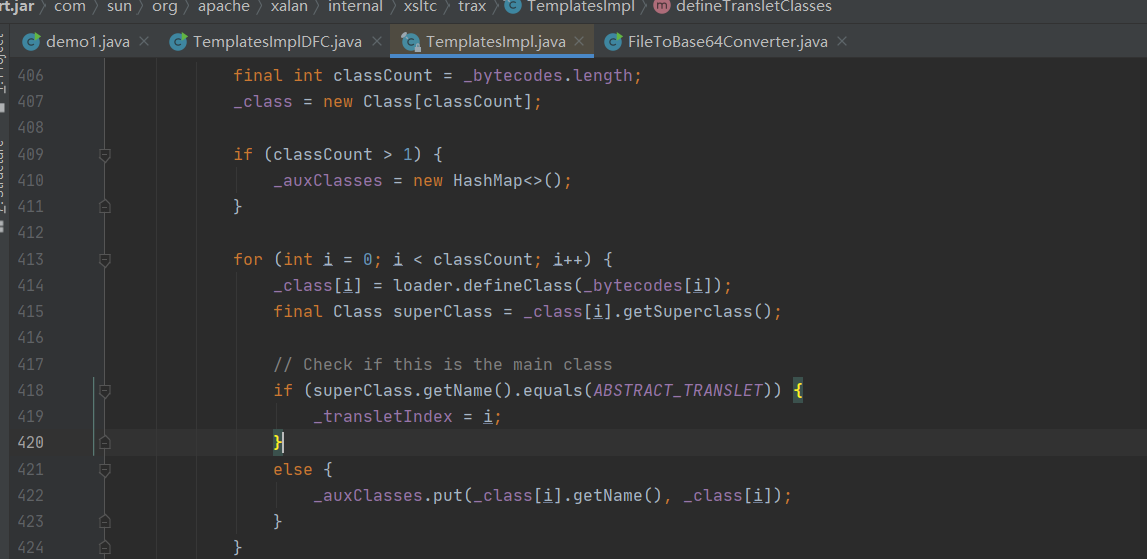 rt.jar › com › sun › org › apache › xalan › internal › xsltc › trax › TemplatesImpl › m defineTransletClasses
demo1.java × TemplatesImplDFC.java × TemplatesImpl.java × FileToBase64Converter.java ×
406 final int classCount = _bytecodes.length;
407 _class = new Class[classCount];
408
409 if (classCount > 1) {
410 _auxClasses = new HashMap<>();
411 }
412
413 for (int i = 0; i < classCount; i++) {
414 _class[i] = loader.defineClass(_bytecodes[i]);
415 final Class superClass = _class[i].getSuperclass();
416
417 // Check if this is the main class
418 if (superClass.getName().equals(ABSTRACT_TRANSLET)) {
419 _transletIndex = i;
420 }
421 else {
422 _auxClasses.put(_class[i].getName(), _class[i]);
423 }
424 }